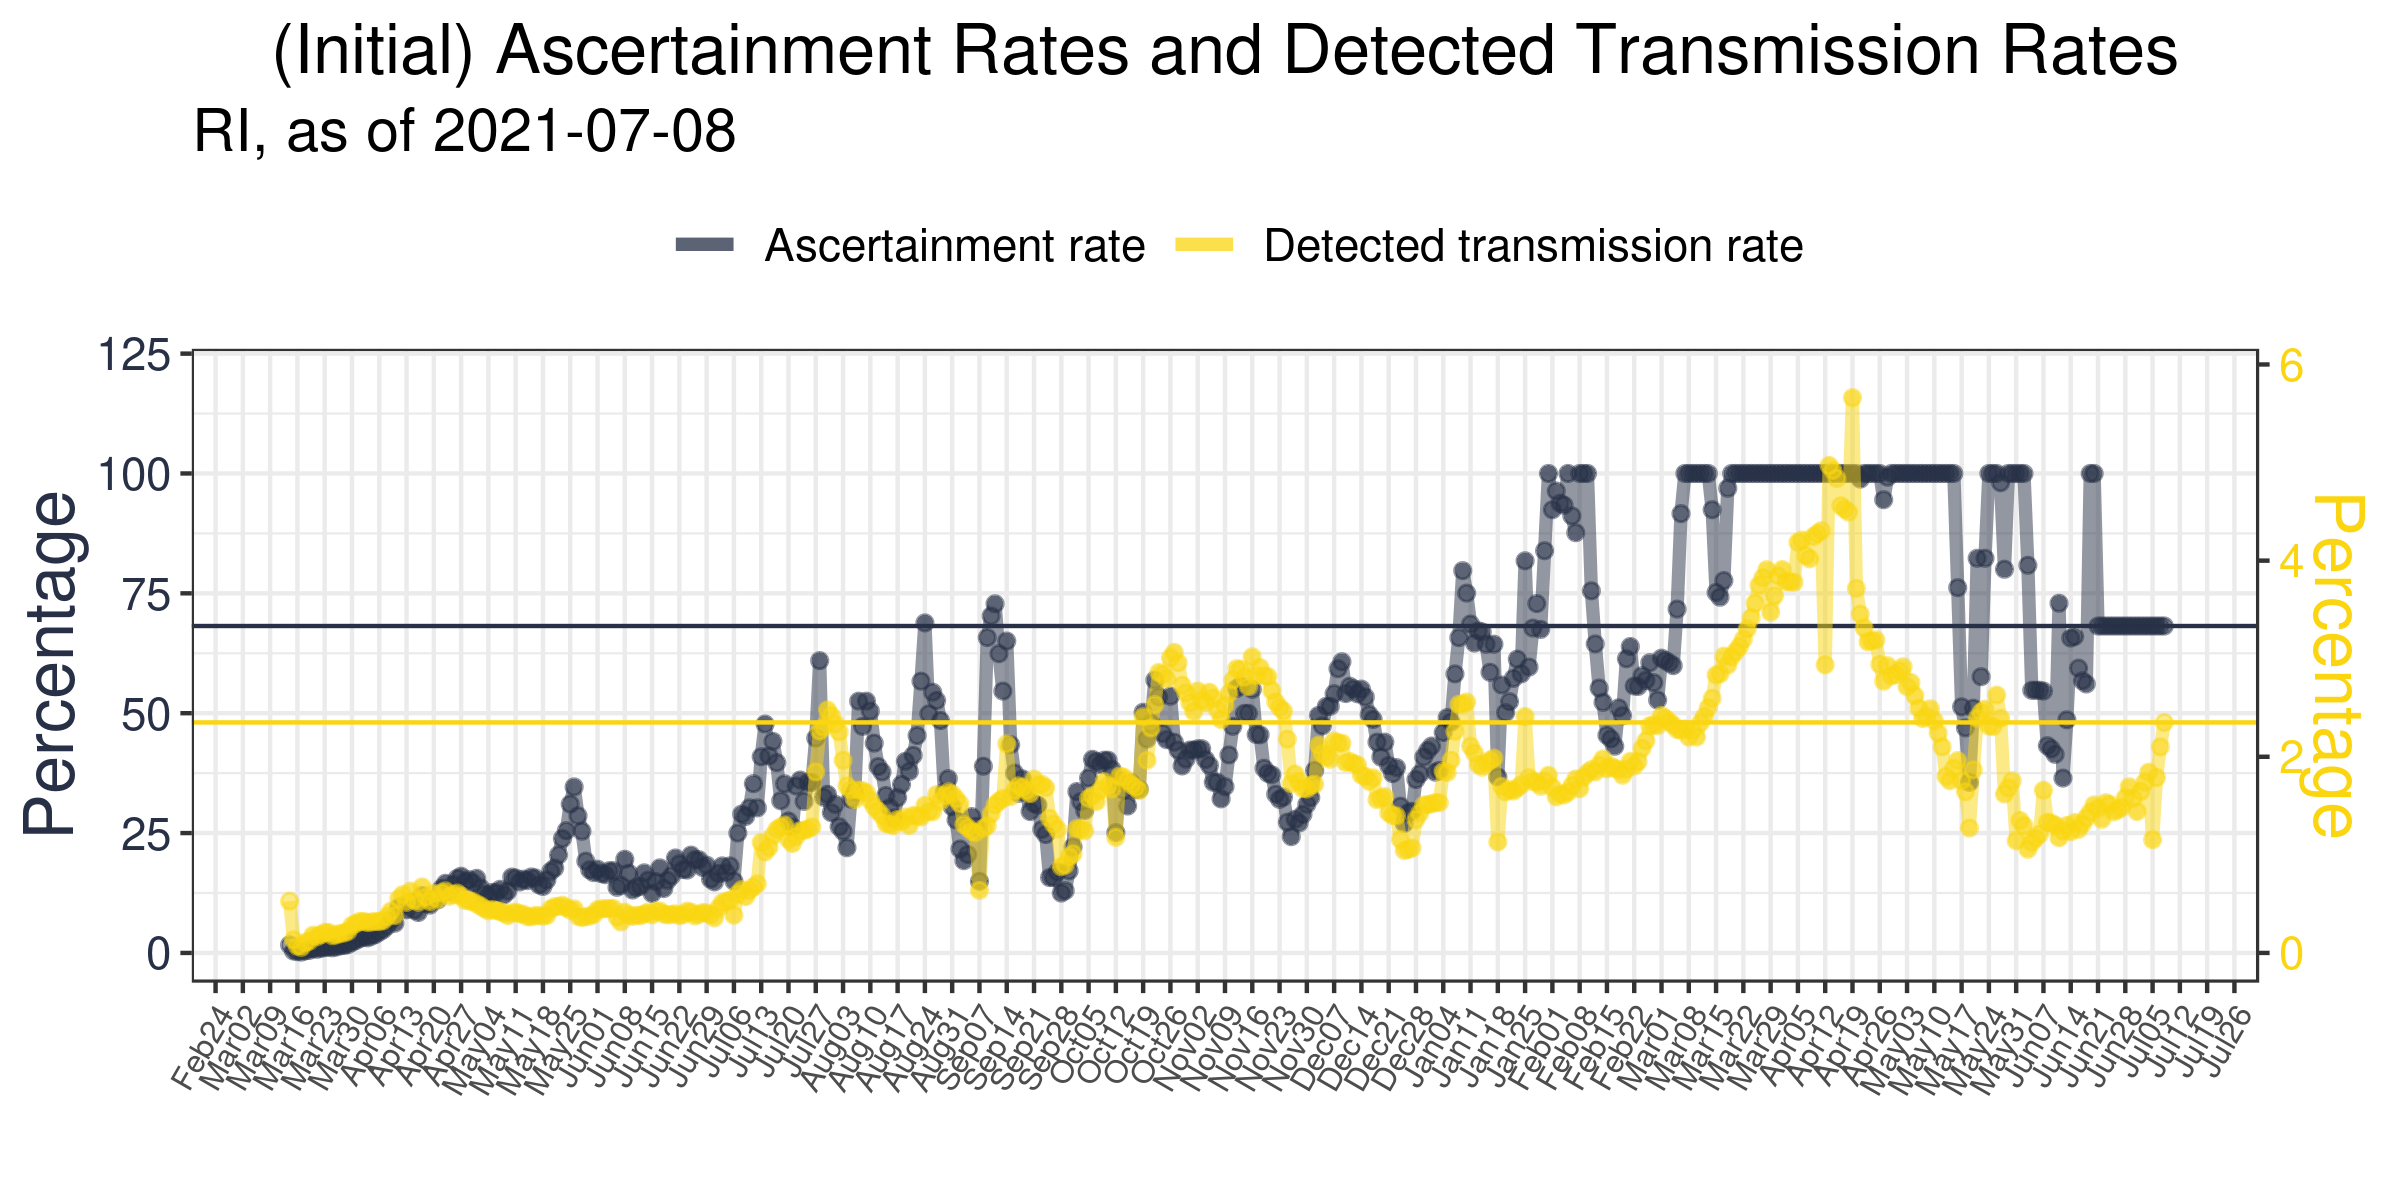 (Initial) Ascertainment Rates and Detected Transmission Rates
RI, as of 2021-07-08
Ascertainment rate
Detected transmission rate
Percentage
125
100
75
50
25
0
6
4
2
0
Percentage
Feb24
Mar02
Mar09
Mar16
Mar23
Mar30
Apr06
Apr13
Apr20
Apr27
May04
May11
May18
May25
Jun01
Jun08
Jun15
Jun22
Jun29
Jul06
Jul13
Jul20
Jul27
Aug03
Aug10
Aug17
Aug24
Aug31
Sep07
Sep14
Sep21
Sep28
Oct05
Oct12
Oct19
Oct26
Nov02
Nov09
Nov16
Nov23
Nov30
Dec07
Dec14
Dec21
Dec28
Jan04
Jan11
Jan18
Jan25
Feb01
Feb08
Feb15
Feb22
Mar01
Mar08
Mar15
Mar22
Mar29
Apr05
Apr12
Apr19
Apr26
May03
May10
May17
May24
May31
Jun07
Jun14
Jun21
Jun28
Jul05
Jul12
Jul19
Jul26